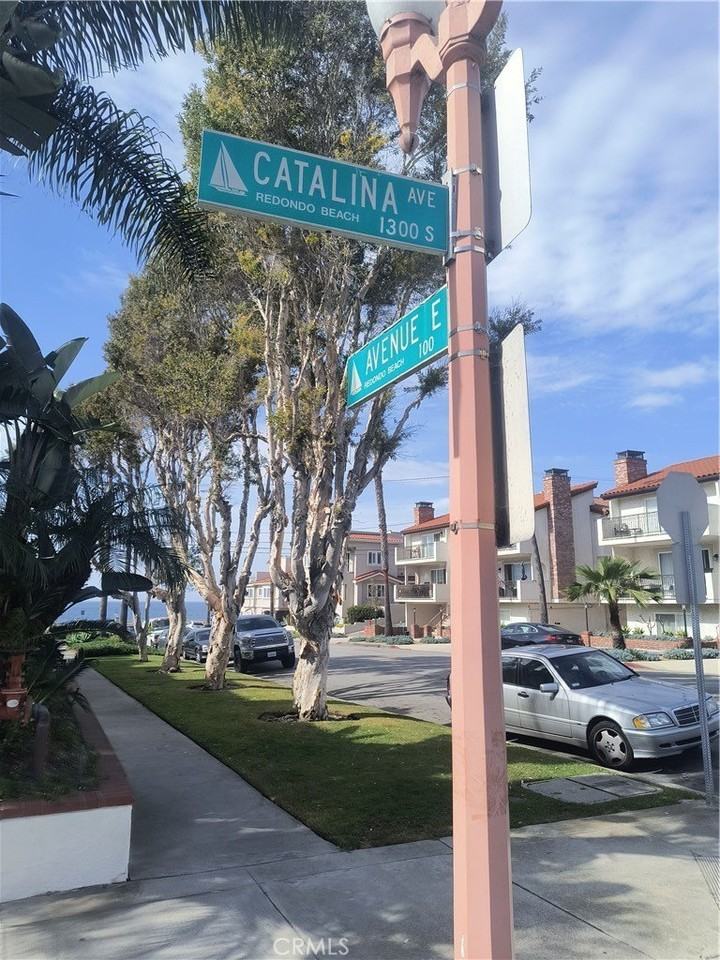 CATALINA AVE
REDONDO BEACH 1300 S
AVENUE E
REDONDO BEACH 100
CRMLS